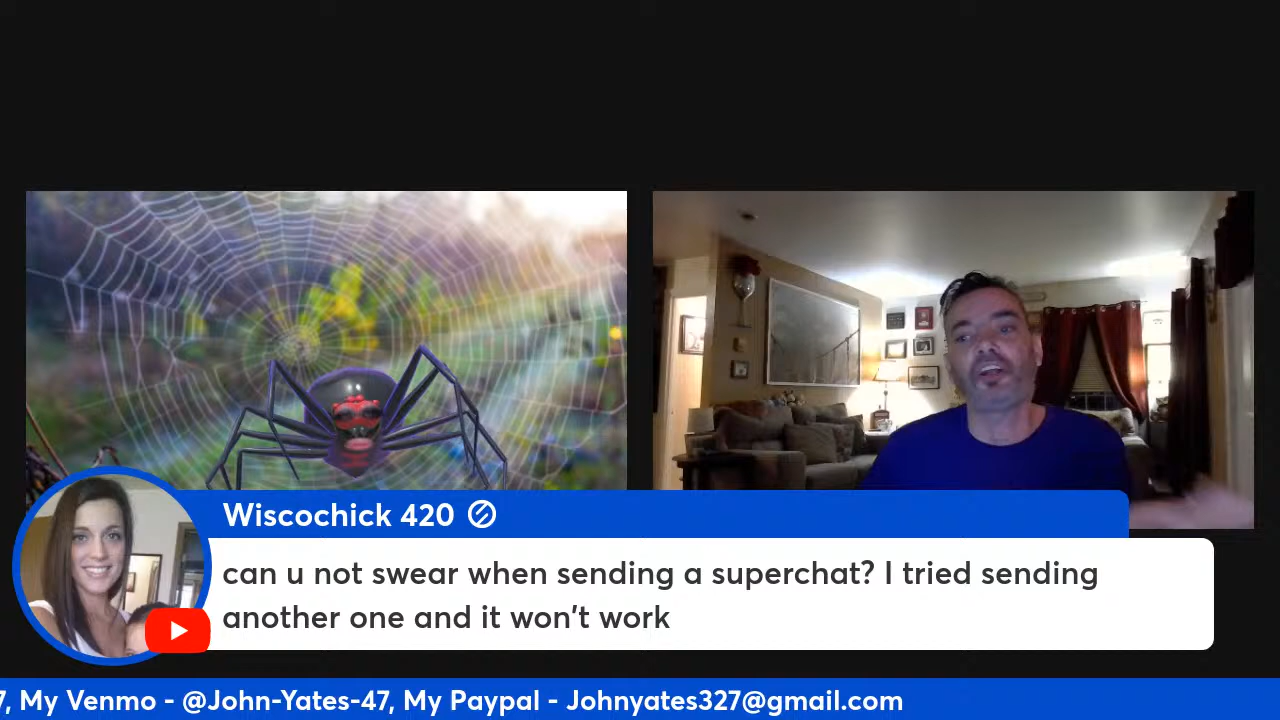 Wiscochick 420
can u not swear when sending a superchat? I tried sending
another one and it won't work
7, My Venmo - @John-Yates-47, My Paypal - Johnyates327@gmail.com